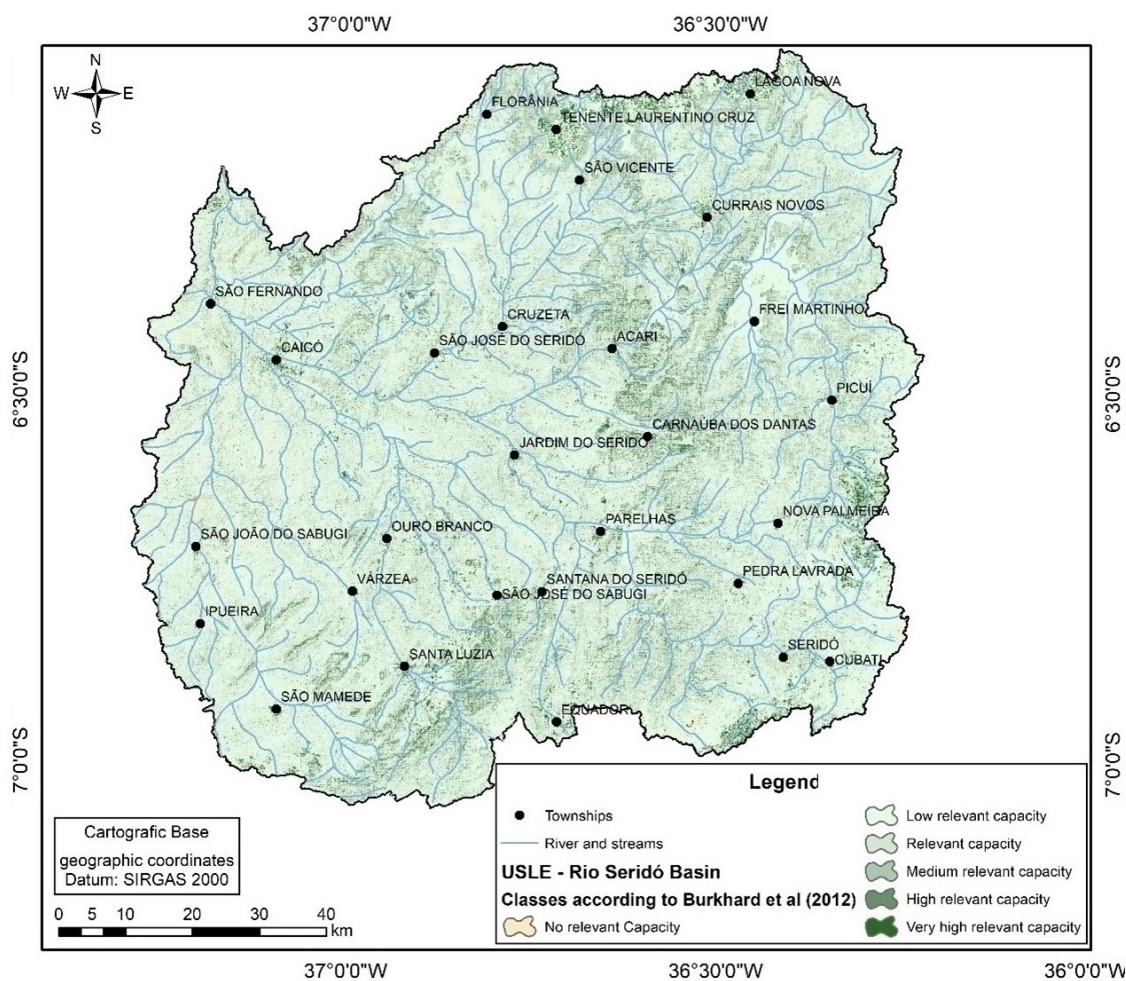 37°0'0"W
36°30'0"W
N
W
E
S
LAGOA NOVA
FLORÂNIA
TENENTE LAURENTINO CRUZ
SÃO VICENTE
CURRAIS NOVOS
SÃO FERNANDO
FREI MARTINHO
CRUZETA
SÃO JOSÉ DO SERIDÓ
ACARI
CAICÓ
6°30'0"S
6°30'0"S
PICUÍ
CARNAÚBA DOS DANTAS
JARDIM DO SERIDÓ
NOVA PALMEIRA
PARELHAS
OURO BRANCO
SÃO JOÃO DO SABUGI
PEDRA LAVRADA
VÁRZEA
SANTANA DO SERIDÓ
SÃO JOSÉ DO SABUGI
IPUEIRA
SERIDÓ
CUBATI
SANTA LUZIA
SÃO MAMEDE
EQUADOR
7°0'0"S
7°0'0"S
Legend
Townships
River and streams
USLE - Rio Seridó Basin
Classes according to Burkhard et al (2012)
No relevant Capacity
Low relevant capacity
Relevant capacity
Medium relevant capacity
High relevant capacity
Very high relevant capacity
Cartografic Base
geographic coordinates
Datum: SIRGAS 2000
0 5 10 20 30 40
km
37°0'0"W
36°30'0"W
36°0'0"W